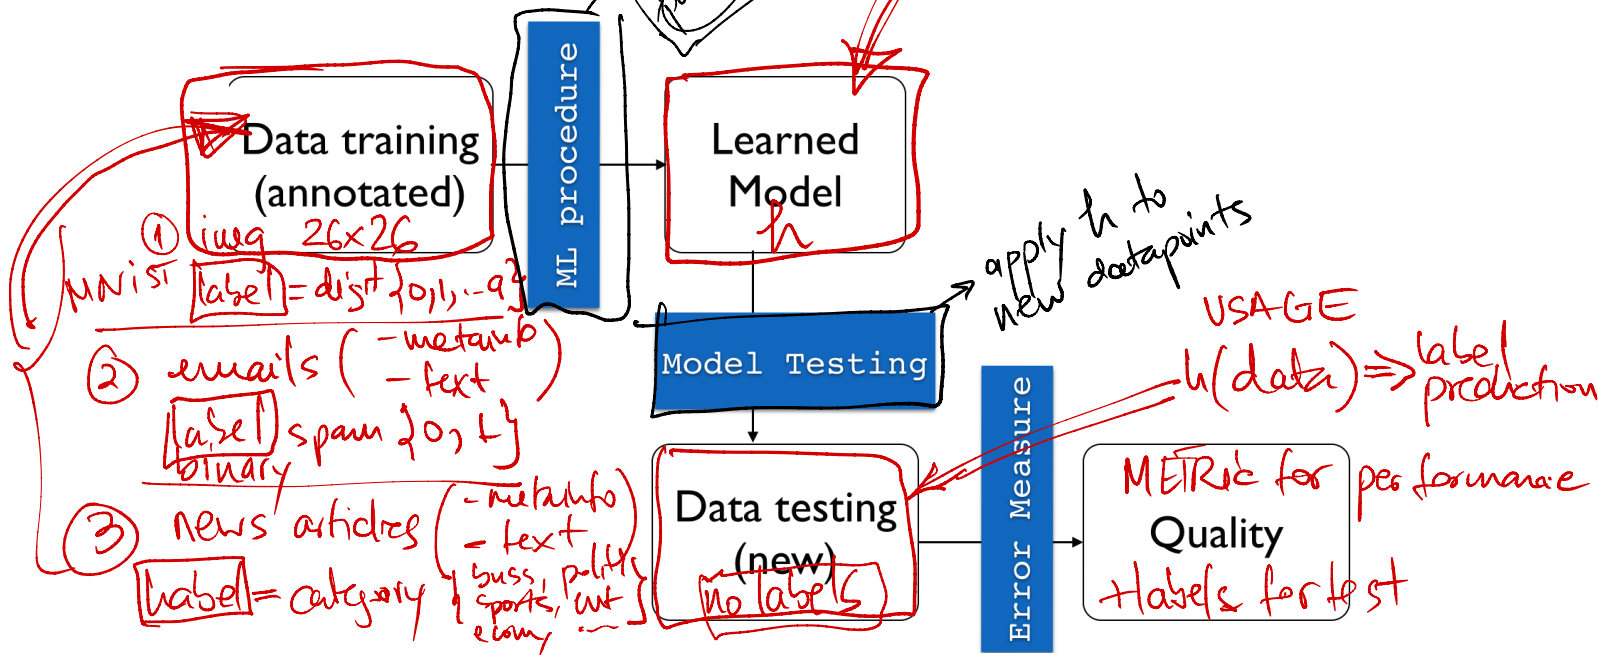 Data training
(annotated)
ML procedure
Learned
Model
h
① img 26x26
MNiST label = digit {0,1,...9}
② emails (-metainfo
-text)
label spam {0,1}
binary
③ news articles (-metainfo
-text)
label = category {buss, polit,
sports, ent
econ, ...}
Model Testing
apply h to
new datapoints
USAGE
h(data) => label
prediction
Data testing
(new)
no labels
Error Measure
METRic for performance
Quality
+labels for test